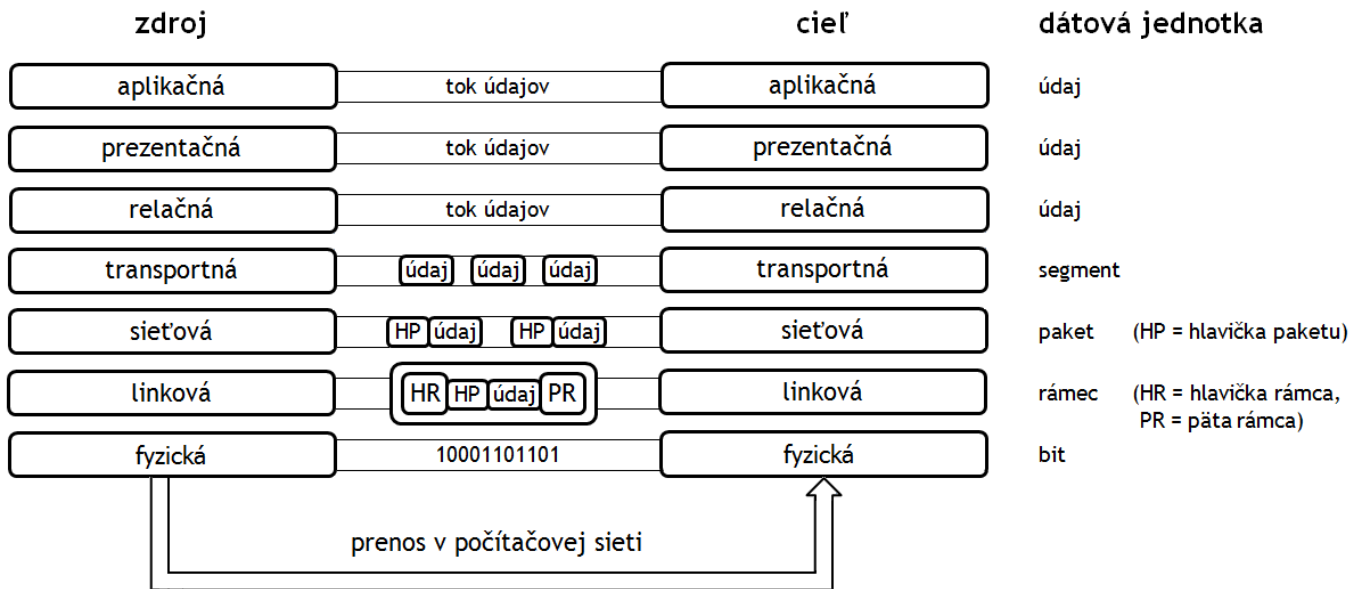 zdroj cieľ dátová jednotka
aplikačná tok údajov aplikačná údaj
prezentačná tok údajov prezentačná údaj
relačná tok údajov relačná údaj
transportná údaj údaj údaj transportná segment
sieťová HP údaj HP údaj sieťová paket (HP = hlavička paketu)
linková HR HP údaj PR linková rámec (HR = hlavička rámca,
PR = päta rámca)
fyzická 10001101101 fyzická bit
prenos v počítačovej sieti